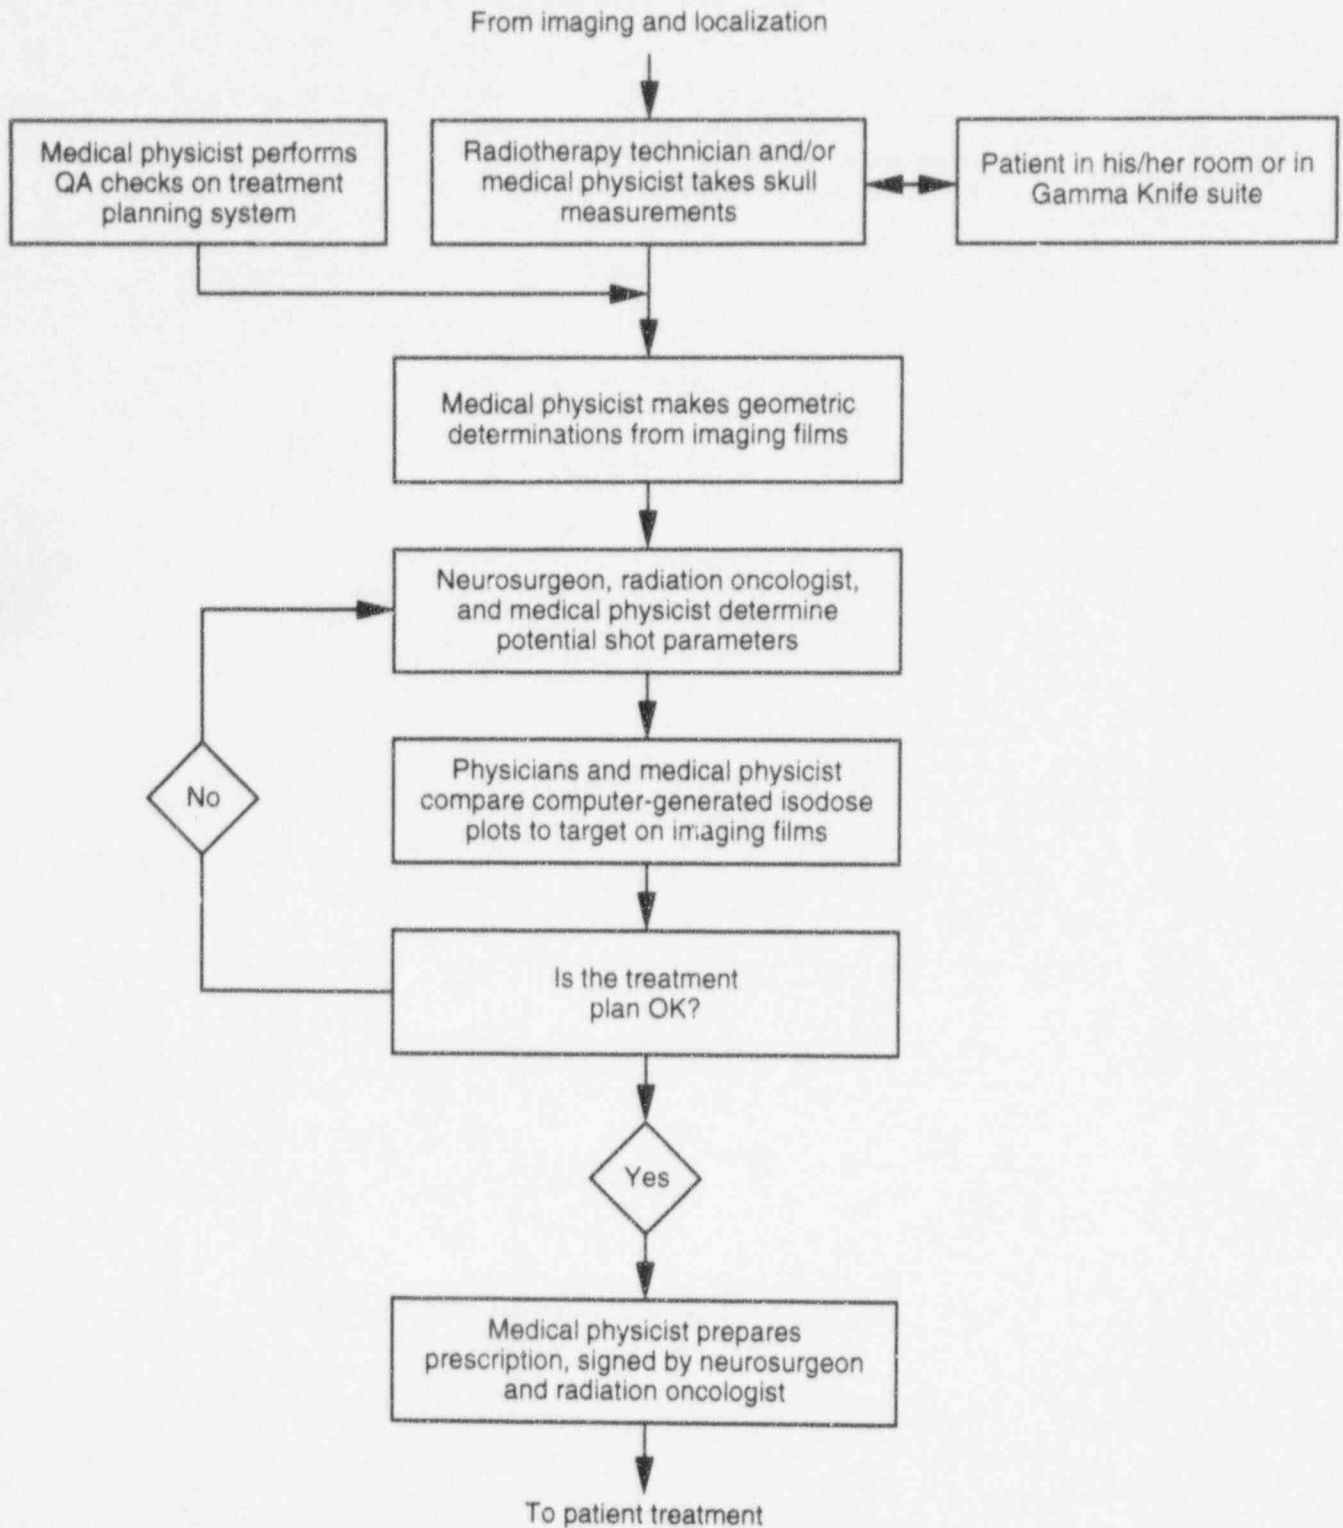 From imaging and localization
Medical physicist performs
QA checks on treatment
planning system
Radiotherapy technician and/or
medical physicist takes skull
measurements
Patient in his/her room or in
Gamma Knife suite
Medical physicist makes geometric
determinations from imaging films
Neurosurgeon, radiation oncologist,
and medical physicist determine
potential shot parameters
No
Physicians and medical physicist
compare computer-generated isodose
plots to target on imaging films
Is the treatment
plan OK?
Yes
Medical physicist prepares
prescription, signed by neurosurgeon
and radiation oncologist
To patient treatment